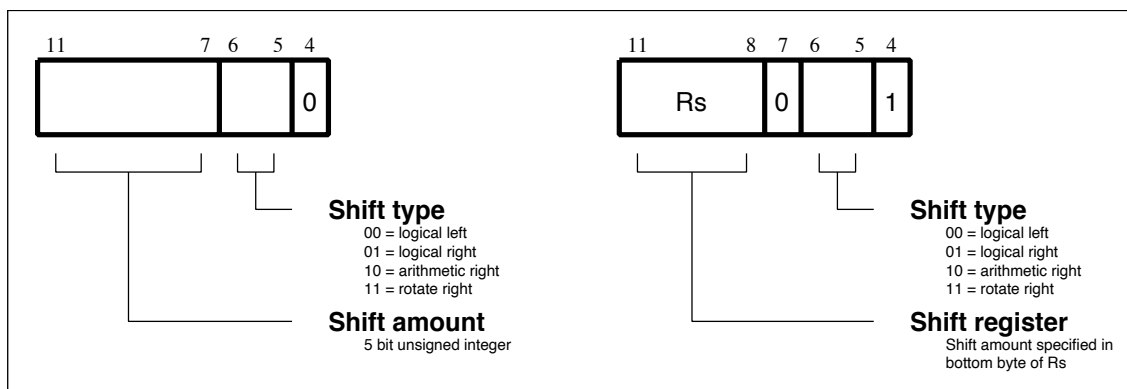 11 7 6 5 4
0
Shift type
00 = logical left
01 = logical right
10 = arithmetic right
11 = rotate right
Shift amount
5 bit unsigned integer
11 8 7 6 5 4
Rs 0 1
Shift type
00 = logical left
01 = logical right
10 = arithmetic right
11 = rotate right
Shift register
Shift amount specified in
bottom byte of Rs